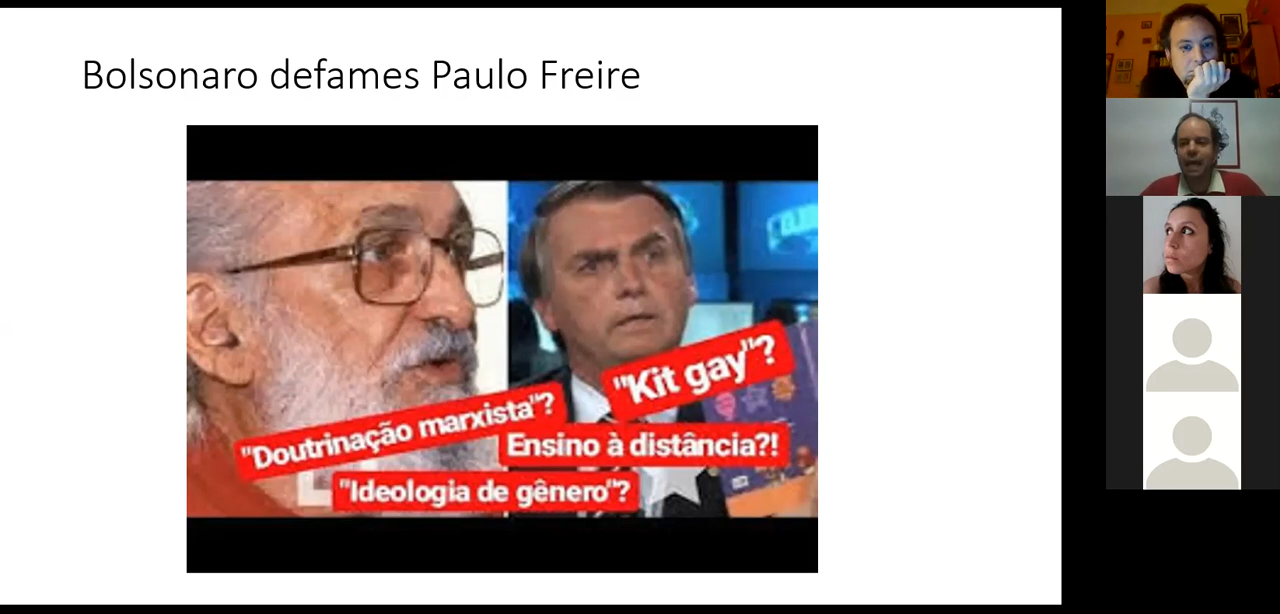 Bolsonaro defames Paulo Freire
"Kit gay"?
"Doutrinação marxista"?
Ensino à distância?!
"Ideologia de gênero"?